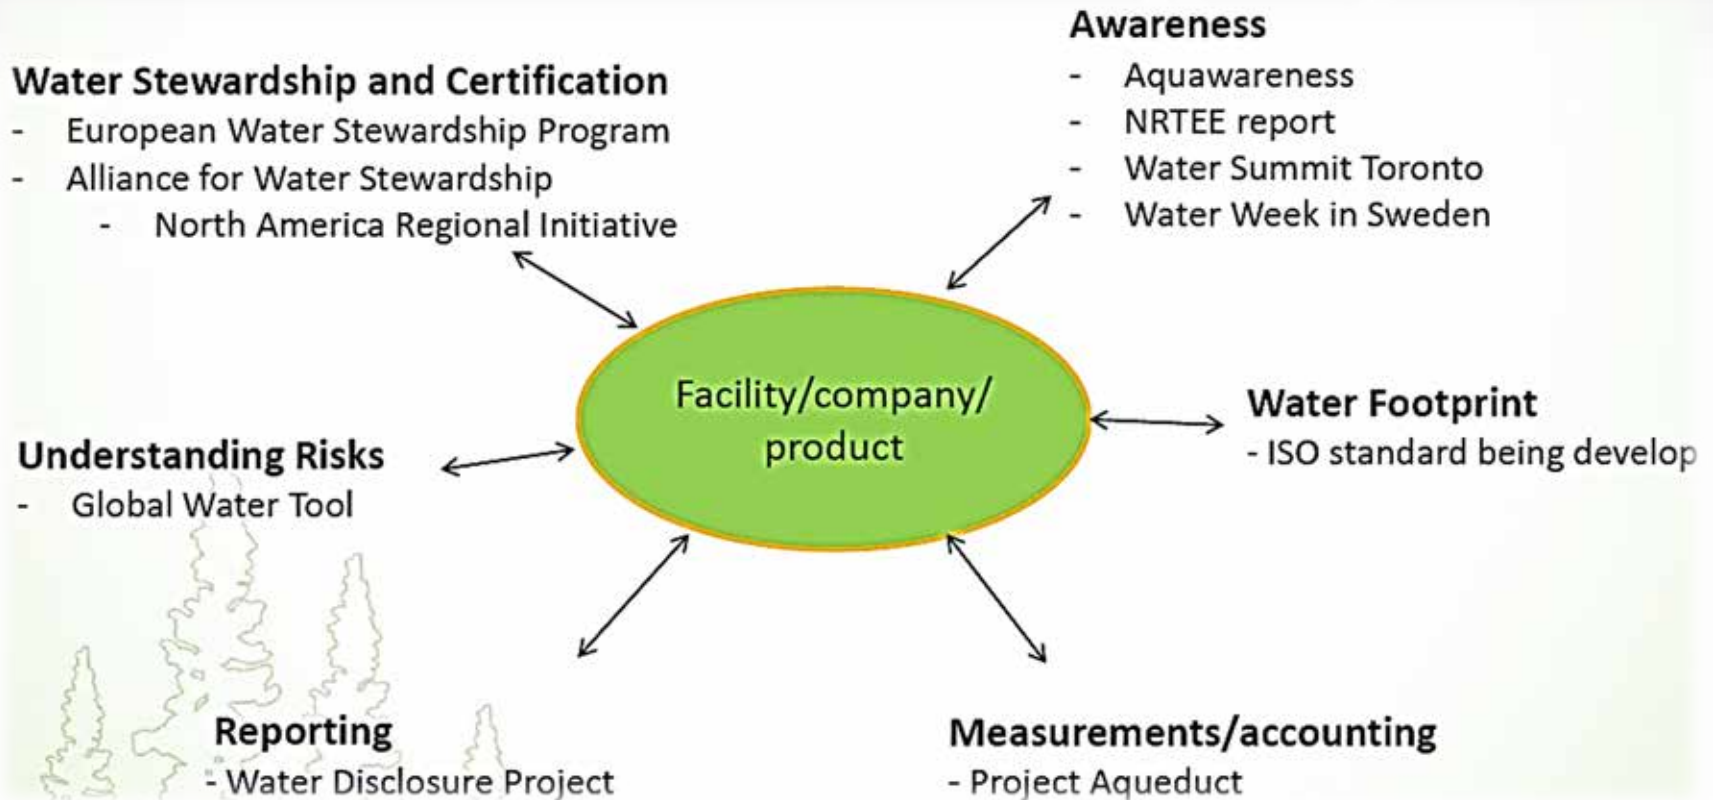 Water Stewardship and Certification
- European Water Stewardship Program
- Alliance for Water Stewardship
- North America Regional Initiative
Awareness
- Aquawareness
- NRTEE report
- Water Summit Toronto
- Water Week in Sweden
Facility/company/
product
Water Footprint
- ISO standard being develop
Understanding Risks
- Global Water Tool
Reporting
- Water Disclosure Project
Measurements/accounting
- Project Aqueduct